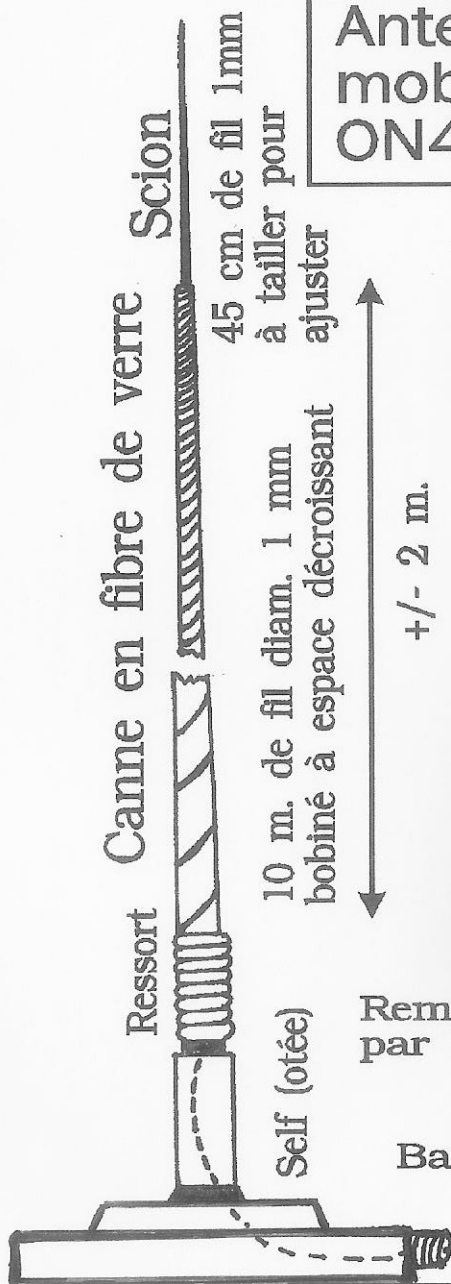 Ante
mob
ON4
Scion
45 cm de fil 1mm
à tailler pour
ajuster
Canne en fibre de verre
10 m. de fil diam. 1 mm
bobiné à espace décroissant
+/- 2 m.
Ressort
Self (otée)
Rem
par
Ba